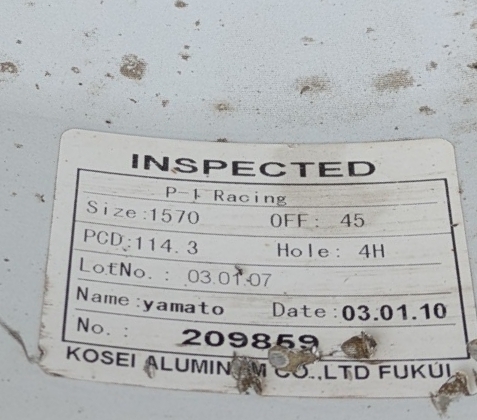 INSPECTED
P-1 Racing
Size:1570 OFF: 45
PCD:114.3 Hole: 4H
LotNo.: 03.01.07
Name:yamato Date:03.01.10
No.: 209859
KOSEI ALUMINUM CO.,LTD FUKUI